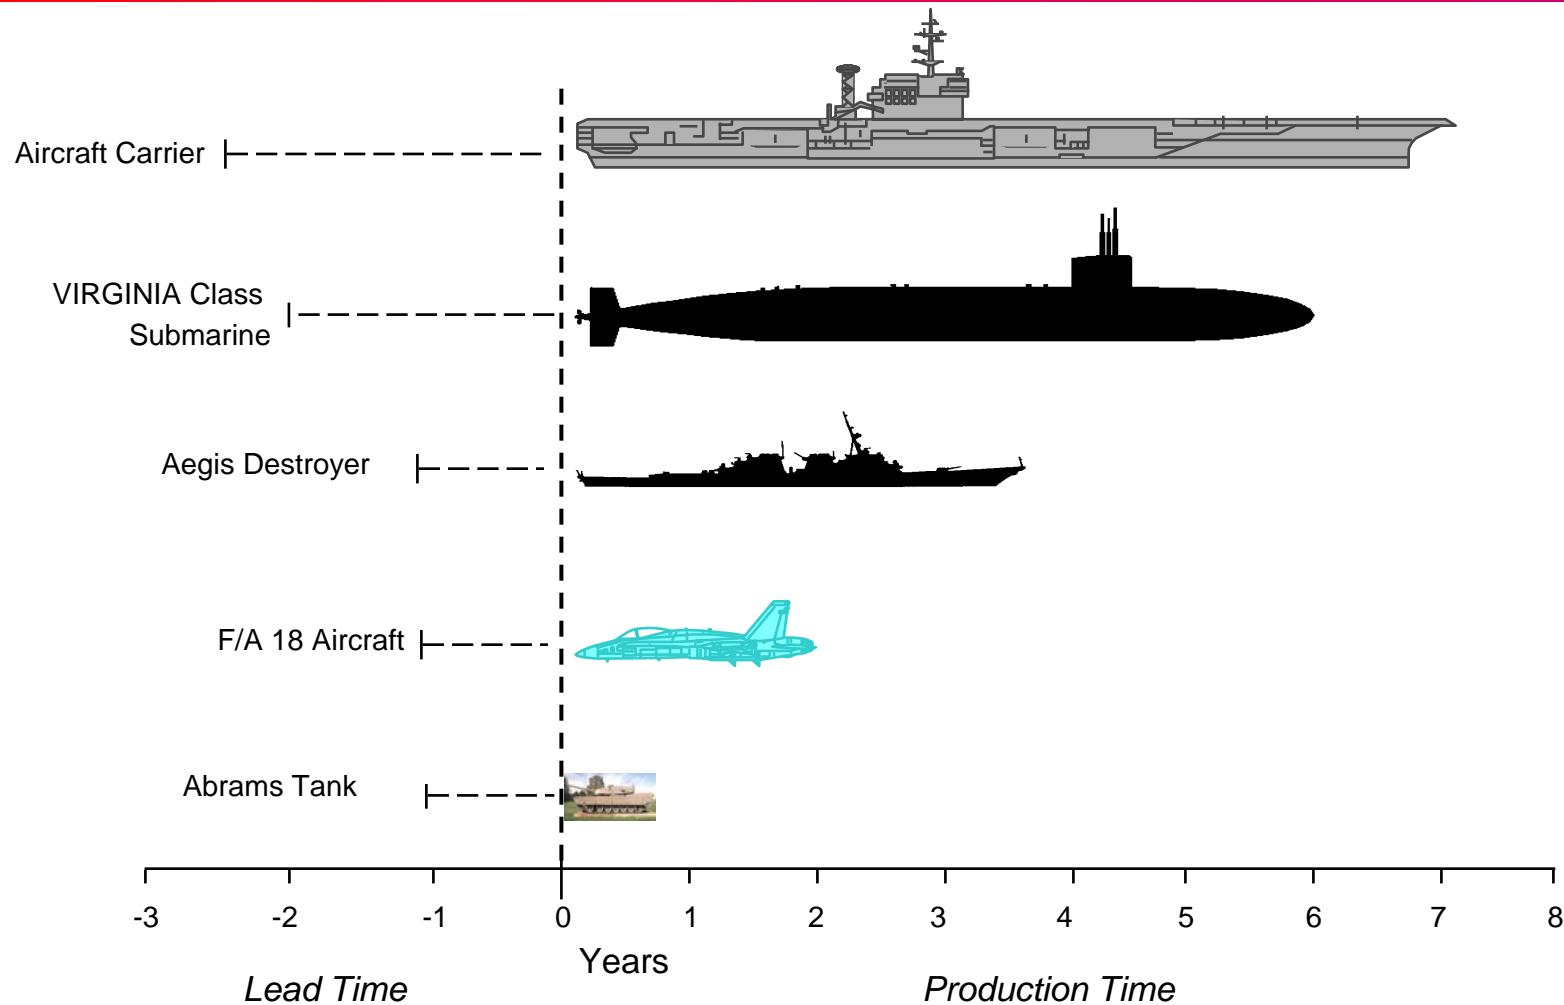 Aircraft Carrier
VIRGINIA Class
Submarine
Aegis Destroyer
F/A 18 Aircraft
Abrams Tank
-3 -2 -1 0 1 2 3 4 5 6 7 8
Years
Lead Time Production Time